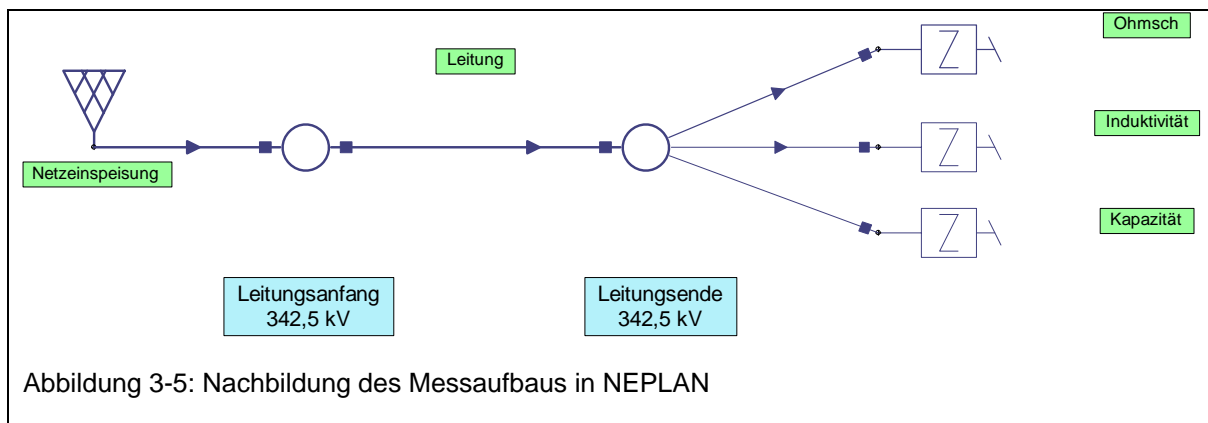 Ohmsch
Leitung
Z
Induktivität
Z
Netzeinspeisung
Kapazität
Z
Leitungsanfang
342,5 kV
Leitungsende
342,5 kV
Abbildung 3-5: Nachbildung des Messaufbaus in NEPLAN